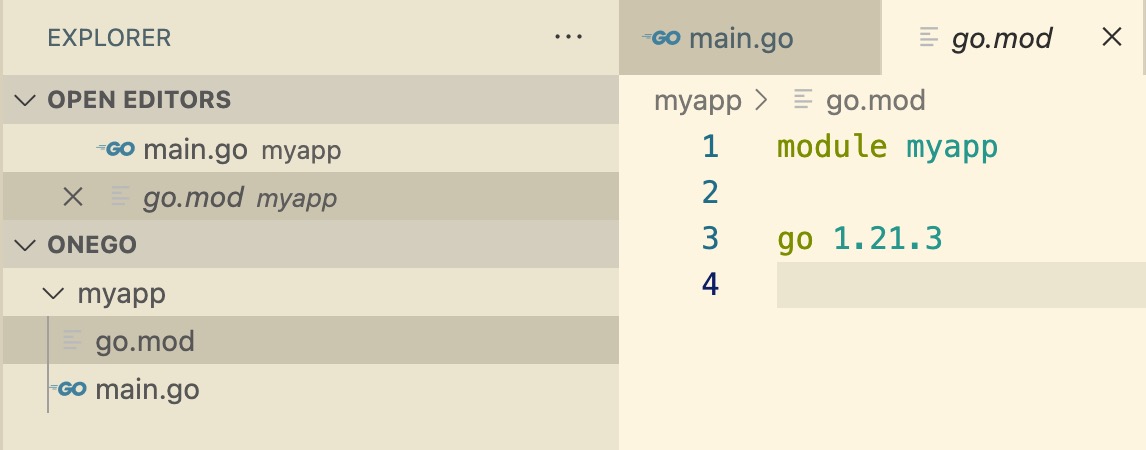 EXPLORER ...
OPEN EDITORS
GO main.go myapp
go.mod myapp
ONEGO
myapp
go.mod
GO main.go
GO main.go
go.mod
myapp > go.mod
1 module myapp
2
3 go 1.21.3
4